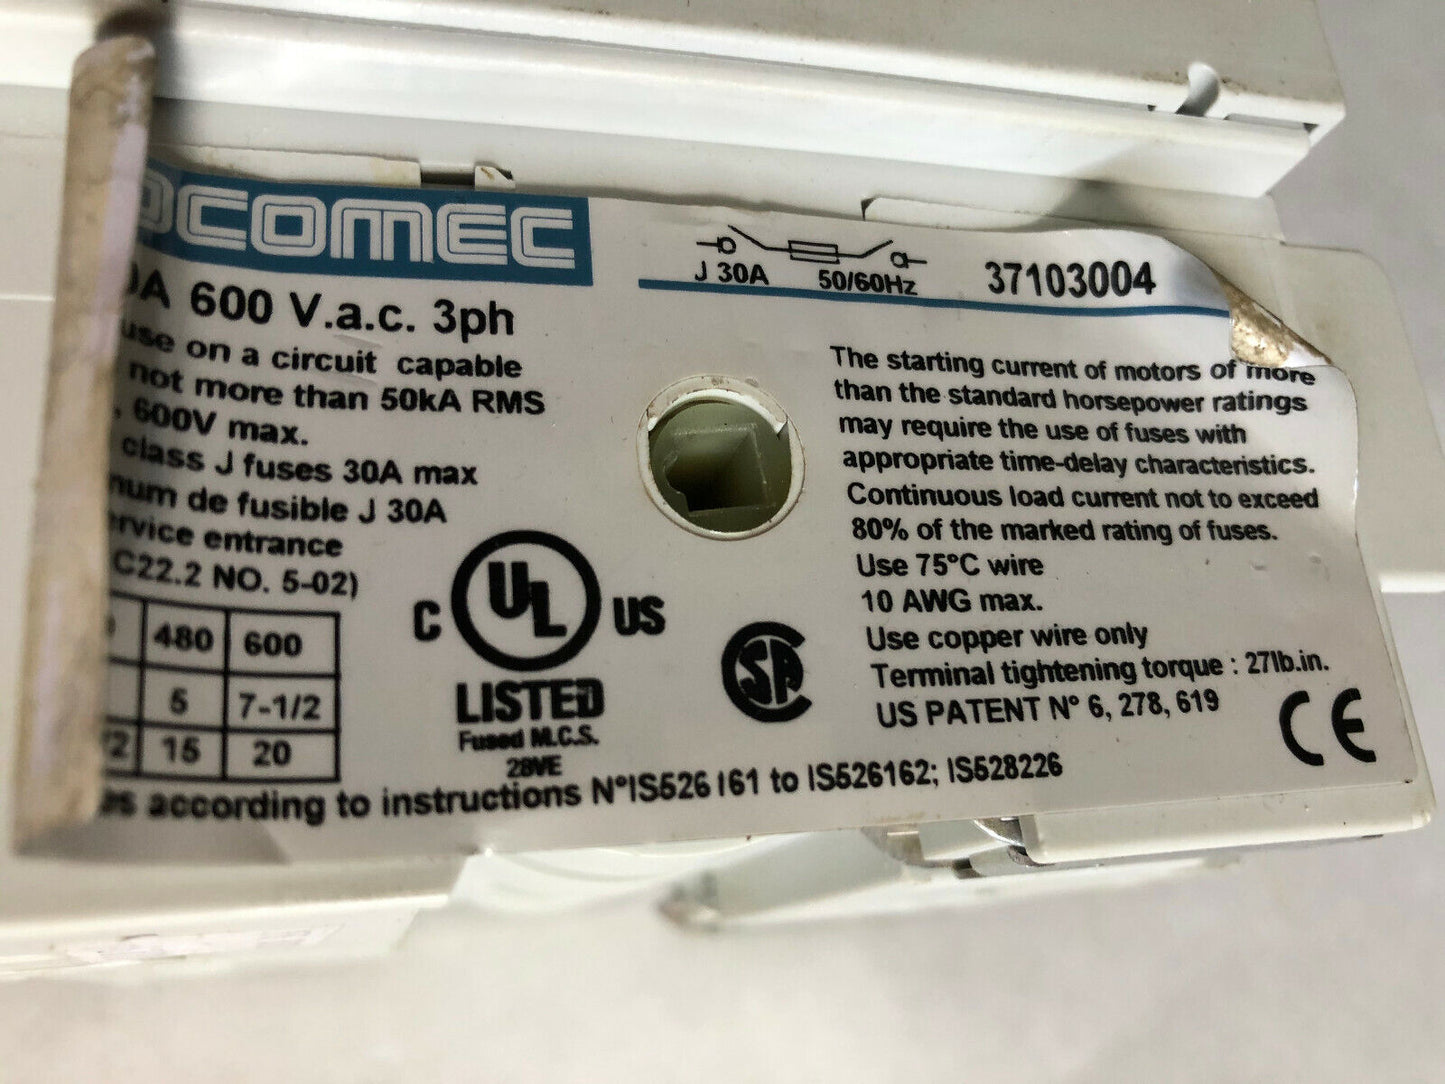 OCOMEC
0A 600 V.a.c. 3ph
use on a circuit capable
not more than 50kA RMS
600V max.
class J fuses 30A max
num de fusible J 30A
rvice entrance
C22.2 NO. 5-02)
480 600
5 7-1/2
/2 15 20
es according to instructions N°IS526161 to IS526162; IS528226
C UL US
LISTED
Fused M.C.S.
28VE
SA
J 30A 50/60Hz 37103004
The starting current of motors of more
than the standard horsepower ratings
may require the use of fuses with
appropriate time-delay characteristics.
Continuous load current not to exceed
80% of the marked rating of fuses.
Use 75°C wire
10 AWG max.
Use copper wire only
Terminal tightening torque : 27lb.in.
US PATENT N° 6, 278, 619
CE